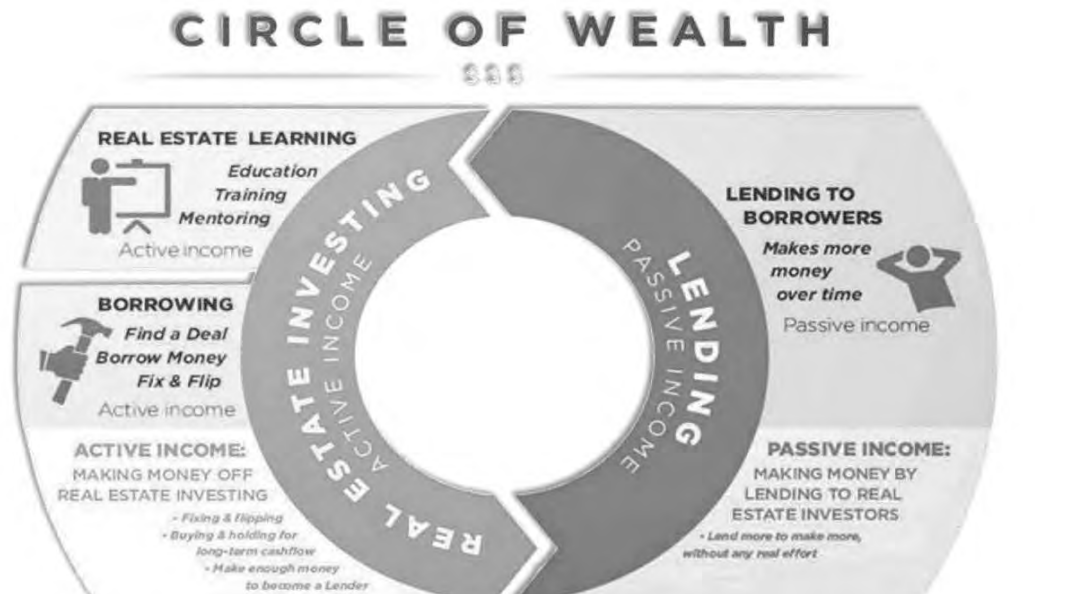 CIRCLE OF WEALTH
$$$
REAL ESTATE LEARNING
Education
Training
Mentoring
Active income
BORROWING
Find a Deal
Borrow Money
Fix & Flip
Active income
ACTIVE INCOME:
MAKING MONEY OFF
REAL ESTATE INVESTING
- Fixing & flipping
- Buying & holding for
long-term cashflow
- Make enough money
to become a Lender
REAL ESTATE INVESTING
ACTIVE INCOME
LENDING
PASSIVE INCOME
LENDING TO
BORROWERS
Makes more
money
over time
Passive income
PASSIVE INCOME:
MAKING MONEY BY
LENDING TO REAL
ESTATE INVESTORS
- Lend more to make more,
without any real effort